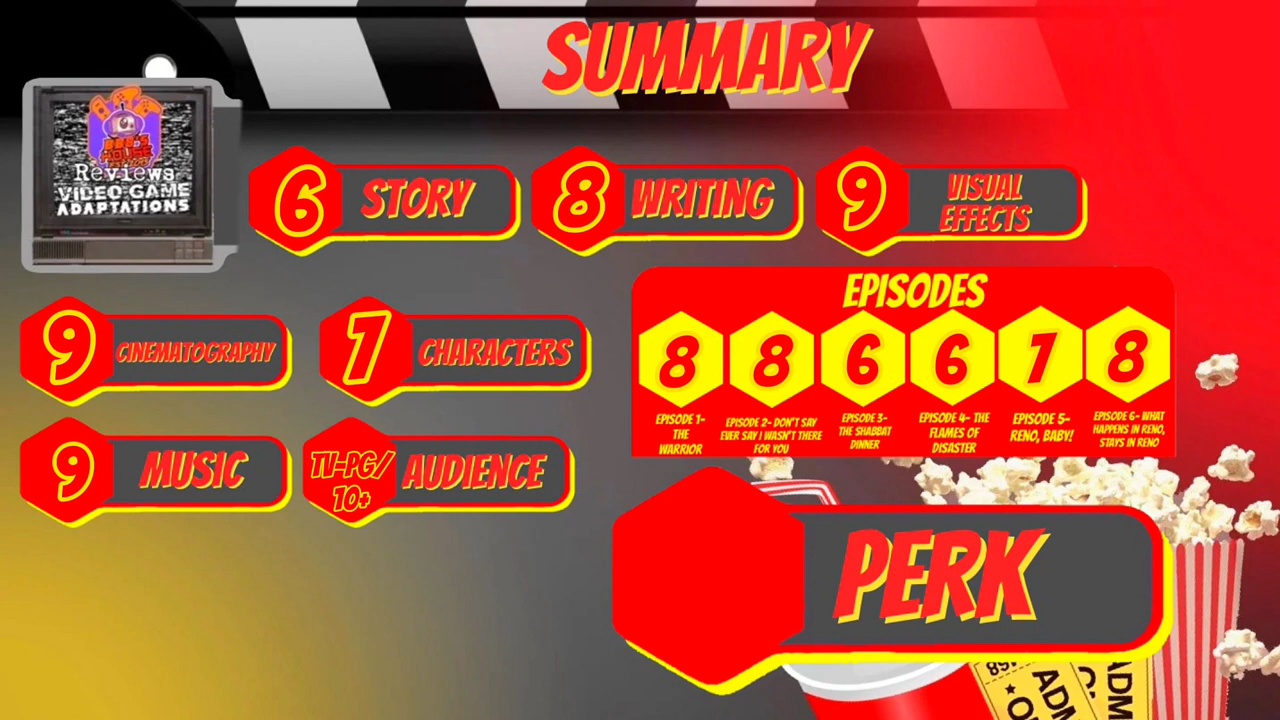 SUMMARY
Reviews
VIDEO GAME
ADAPTATIONS
6 STORY
8 WRITING
9 VISUAL
EFFECTS
9 CINEMATOGRAPHY
7 CHARACTERS
9 MUSIC
TV-PG/
10+
AUDIENCE
EPISODES
8 8 6 6 7 8
EPISODE 1-
THE
WARRIOR
EPISODE 2- DON'T SAY
EVER SAY I WASN'T THERE
FOR YOU
EPISODE 3-
THE SHABBAT
DINNER
EPISODE 4- THE
FLAMES OF
DISASTER
EPISODE 5-
RENO, BABY!
EPISODE 6- WHAT
HAPPENS IN RENO,
STAYS IN RENO
PERK